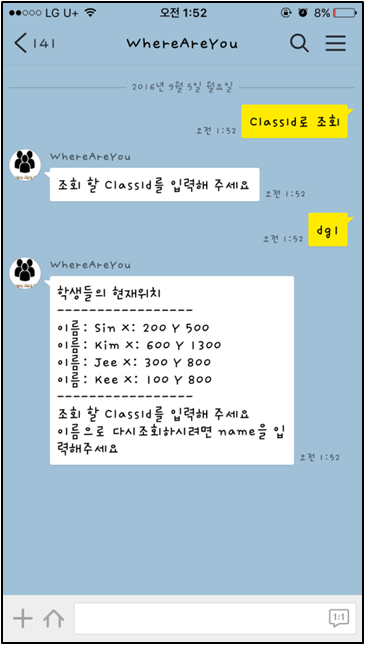 LG U+ 오전 1:52 8%
141 WhereAreYou
2016년 9월 5일 월요일
ClassId로 조회
오전 1:52
WhereAreYou
조회 할 ClassId를 입력해 주세요
오전 1:52
dg1
오전 1:52
WhereAreYou
학생들의 현재위치
-----------------
이름: Sin X: 200 Y 500
이름: Kim X: 600 Y 1300
이름: Jee X: 300 Y 800
이름: Kee X: 100 Y 800
-----------------
조회 할 ClassId를 입력해 주세요
이름으로 다시조회하시려면 name을 입
력해주세요
오전 1:52
1:1